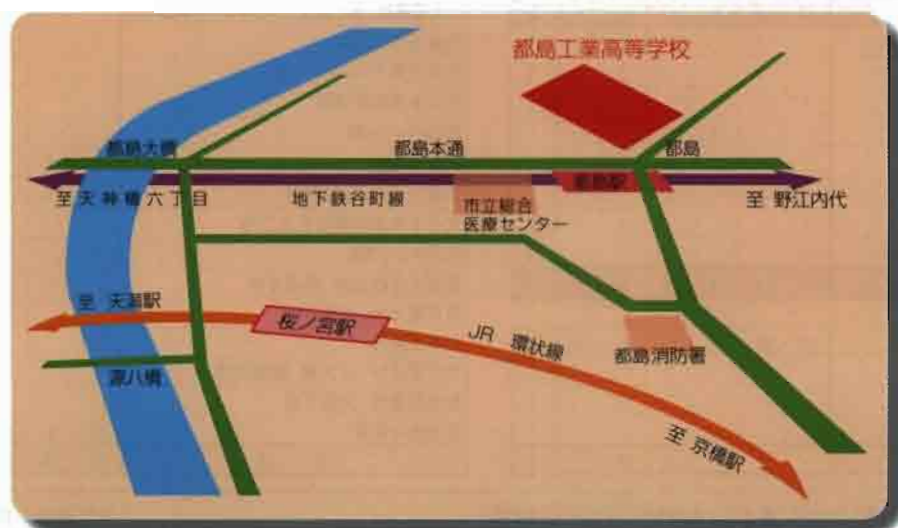 都島工業高等学校
都島大橋
都島本通
都島
都島駅
至 天神橋六丁目
地下鉄谷町線
市立総合
医療センター
至 野江内代
至 天満駅
桜ノ宮駅
JR 環状線
都島消防署
源八橋
至 京橋駅